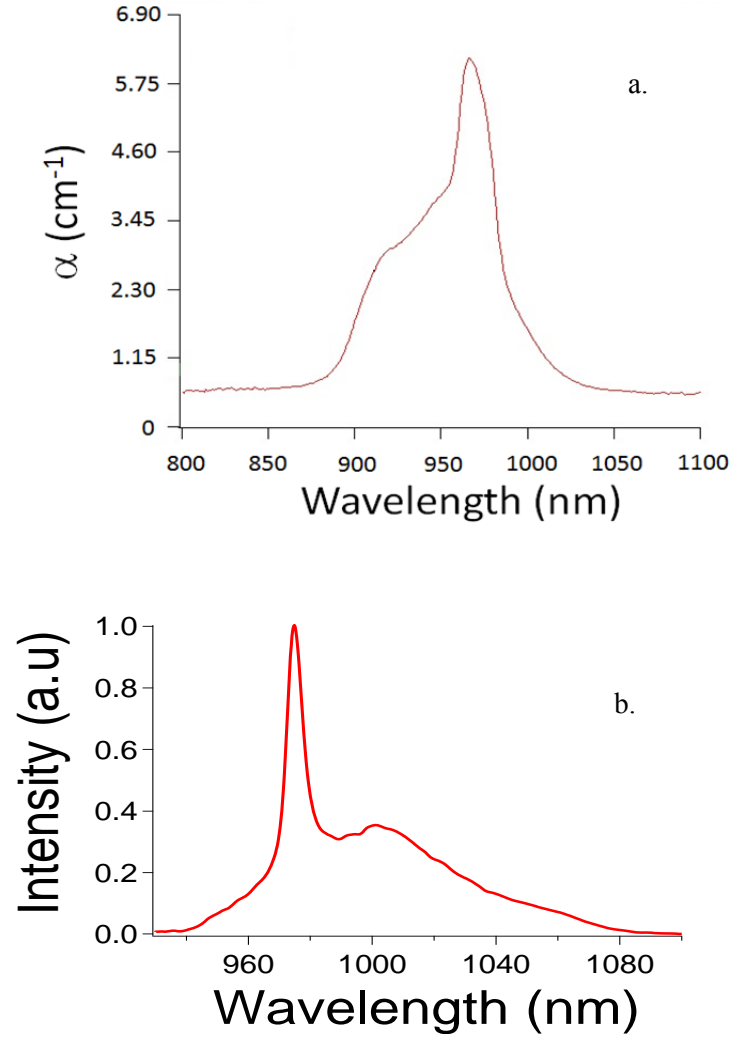 6.90
a.
5.75
4.60
3.45
2.30
1.15
0
α (cm-1)
800 850 900 950 1000 1050 1100
Wavelength (nm)
1.0
b.
0.8
0.6
0.4
0.2
0.0
Intensity (a.u)
960 1000 1040 1080
Wavelength (nm)